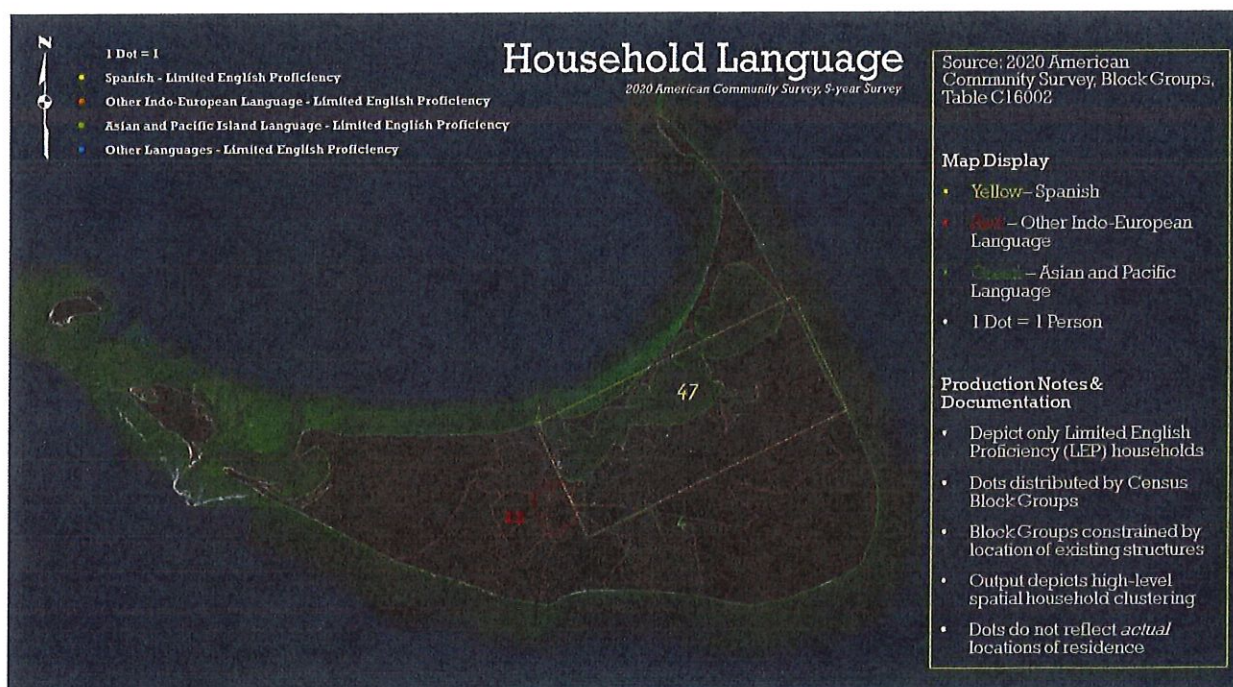 N
1 Dot = 1
Spanish - Limited English Proficiency
Other Indo-European Language - Limited English Proficiency
Asian and Pacific Island Language - Limited English Proficiency
Other Languages - Limited English Proficiency
Household Language
2020 American Community Survey, 5-year Survey
47
Source: 2020 American
Community Survey, Block Groups,
Table C16002
Map Display
• Yellow – Spanish
• Red – Other Indo-European
Language
• Green – Asian and Pacific
Language
• 1 Dot = 1 Person
Production Notes &
Documentation
• Depict only Limited English
Proficiency (LEP) households
• Dots distributed by Census
Block Groups
• Block Groups constrained by
location of existing structures
• Output depicts high-level
spatial household clustering
• Dots do not reflect actual
locations of residence